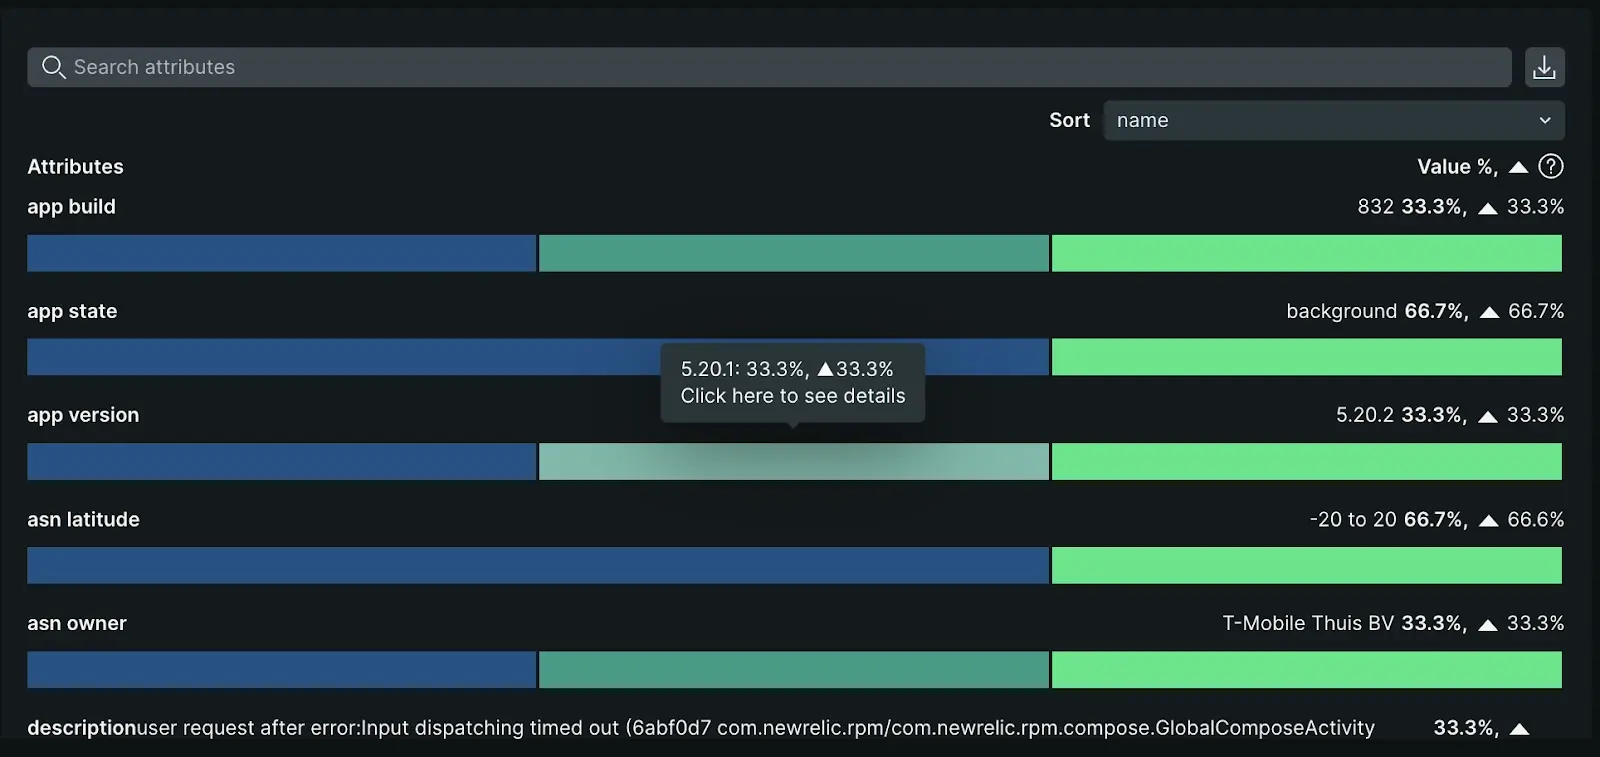 Search attributes
Sort name
Attributes Value %, ▲ ?
app build 832 33.3%, ▲ 33.3%
app state background 66.7%, ▲ 66.7%
5.20.1: 33.3%, ▲33.3%
Click here to see details
app version 5.20.2 33.3%, ▲ 33.3%
asn latitude -20 to 20 66.7%, ▲ 66.6%
asn owner T-Mobile Thuis BV 33.3%, ▲ 33.3%
descriptionuser request after error:Input dispatching timed out (6abf0d7 com.newrelic.rpm/com.newrelic.rpm.compose.GlobalComposeActivity 33.3%, ▲